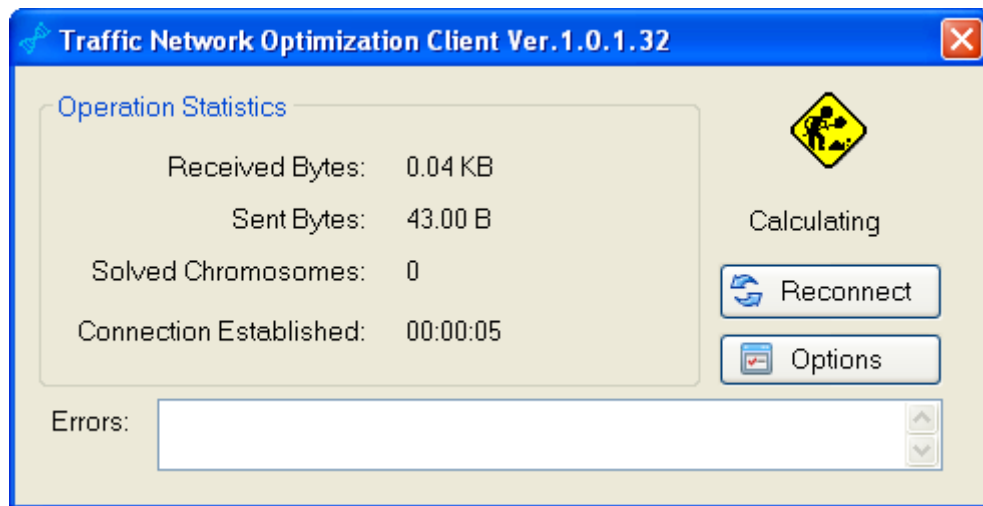 Traffic Network Optimization Client Ver.1.0.1.32
Operation Statistics
Received Bytes: 0.04 KB
Sent Bytes: 43.00 B
Calculating
Solved Chromosomes: 0
Reconnect
Connection Established: 00:00:05
Options
Errors: